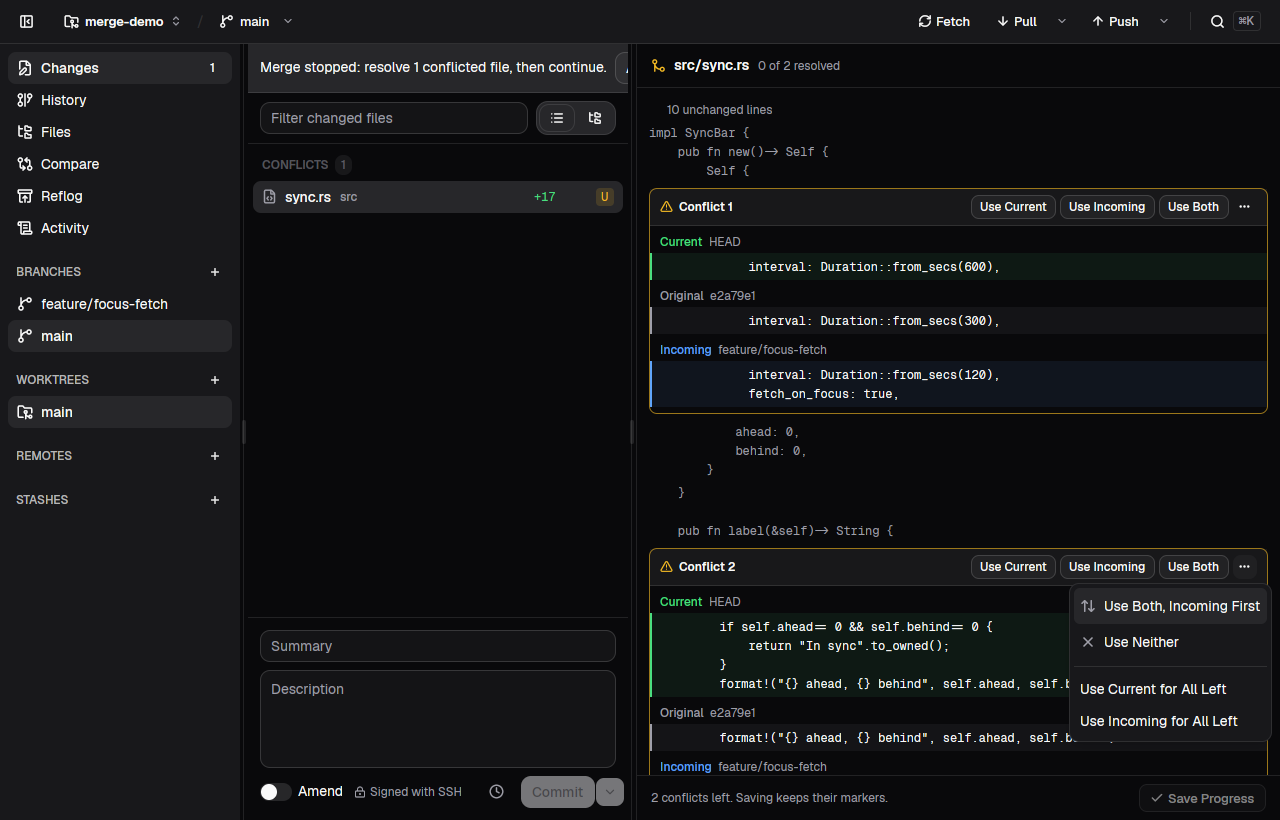 merge-demo / main Fetch Pull Push ⌘K
Changes 1
History
Files
Compare
Reflog
Activity
BRANCHES +
feature/focus-fetch
main
WORKTREES +
main
REMOTES +
STASHES +
Merge stopped: resolve 1 conflicted file, then continue.
Filter changed files
CONFLICTS 1
sync.rs src +17 U
Summary
Description
Amend Signed with SSH Commit
src/sync.rs 0 of 2 resolved
10 unchanged lines
impl SyncBar {
pub fn new()-> Self {
Self {
Conflict 1 Use Current Use Incoming Use Both ···
Current HEAD
interval: Duration::from_secs(600),
Original e2a79e1
interval: Duration::from_secs(300),
Incoming feature/focus-fetch
interval: Duration::from_secs(120),
fetch_on_focus: true,
ahead: 0,
behind: 0,
}
}
pub fn label(&self)-> String {
Conflict 2 Use Current Use Incoming Use Both ···
Current HEAD
if self.ahead== 0 && self.behind== 0 {
return "In sync".to_owned();
}
format!("{} ahead, {} behind", self.ahead, self.b
Original e2a79e1
format!("{} ahead, {} behind", self.ahead, self.b
Incoming feature/focus-fetch
Use Both, Incoming First
Use Neither
Use Current for All Left
Use Incoming for All Left
2 conflicts left. Saving keeps their markers. Save Progress